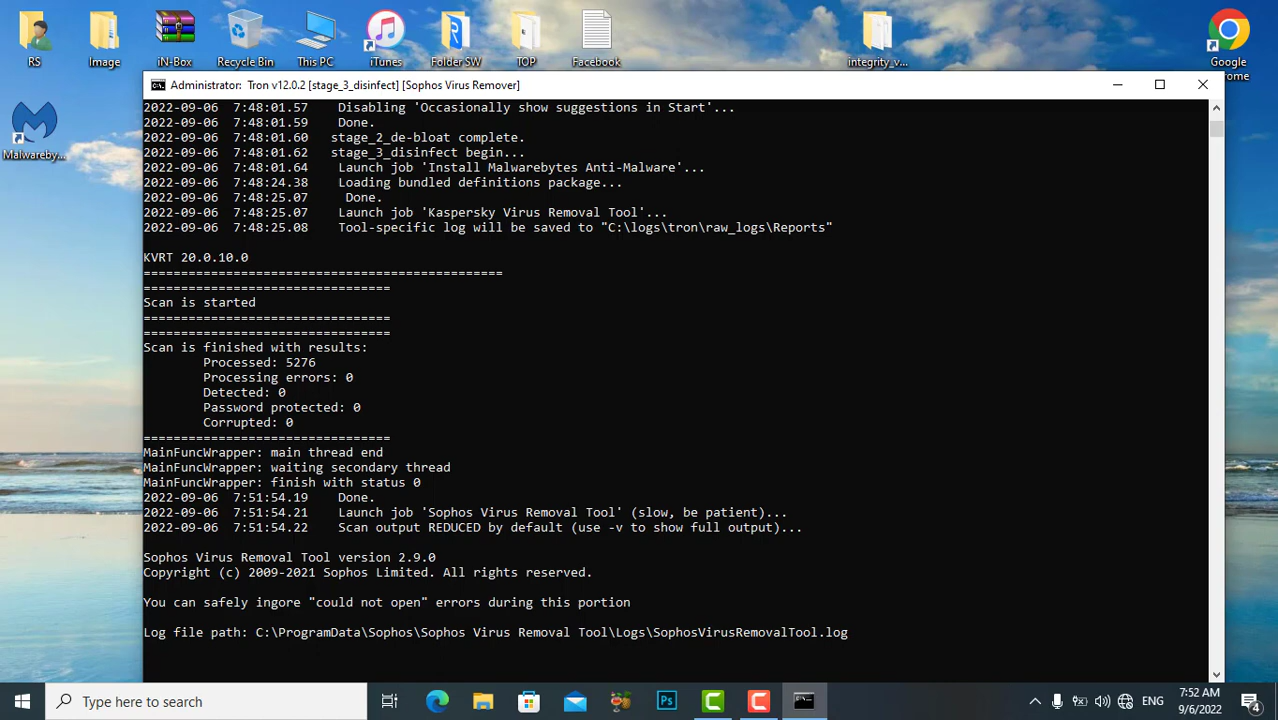 RS
Image
iN-Box
Recycle Bin
This PC
iTunes
Folder SW
TOP
Facebook
integrity_v...
Google
rome
Malwareby...
Administrator:  Tron v12.0.2 [stage_3_disinfect] [Sophos Virus Remover]
2022-09-06  7:48:01.57    Disabling 'Occasionally show suggestions in Start'...
2022-09-06  7:48:01.59    Done.
2022-09-06  7:48:01.60   stage_2_de-bloat complete.
2022-09-06  7:48:01.62   stage_3_disinfect begin...
2022-09-06  7:48:01.64    Launch job 'Install Malwarebytes Anti-Malware'...
2022-09-06  7:48:24.38    Loading bundled definitions package...
2022-09-06  7:48:25.07     Done.
2022-09-06  7:48:25.07    Launch job 'Kaspersky Virus Removal Tool'...
2022-09-06  7:48:25.08    Tool-specific log will be saved to "C:\logs\tron\raw_logs\Reports"
KVRT 20.0.10.0
================================================
=================================
Scan is started
=================================
=================================
Scan is finished with results:
Processed: 5276
Processing errors: 0
Detected: 0
Password protected: 0
Corrupted: 0
=================================
MainFuncWrapper: main thread end
MainFuncWrapper: waiting secondary thread
MainFuncWrapper: finish with status 0
2022-09-06  7:51:54.19    Done.
2022-09-06  7:51:54.21    Launch job 'Sophos Virus Removal Tool' (slow, be patient)...
2022-09-06  7:51:54.22    Scan output REDUCED by default (use -v to show full output)...
Sophos Virus Removal Tool version 2.9.0
Copyright (c) 2009-2021 Sophos Limited. All rights reserved.
You can safely ingore "could not open" errors during this portion
Log file path: C:\ProgramData\Sophos\Sophos Virus Removal Tool\Logs\SophosVirusRemovalTool.log
Type here to search
Ps
ENG
7:52 AM
9/6/2022
4